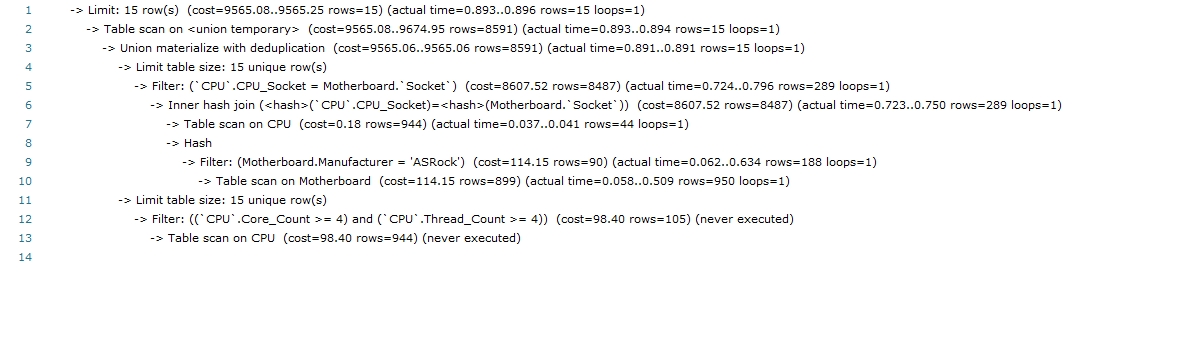 1 -> Limit: 15 row(s)  (cost=9565.08..9565.25 rows=15) (actual time=0.893..0.896 rows=15 loops=1)
2 -> Table scan on <union temporary>  (cost=9565.08..9674.95 rows=8591) (actual time=0.893..0.894 rows=15 loops=1)
3 -> Union materialize with deduplication  (cost=9565.06..9565.06 rows=8591) (actual time=0.891..0.891 rows=15 loops=1)
4 -> Limit table size: 15 unique row(s)
5 -> Filter: (`CPU`.CPU_Socket = Motherboard.`Socket`)  (cost=8607.52 rows=8487) (actual time=0.724..0.796 rows=289 loops=1)
6 -> Inner hash join (<hash>(`CPU`.CPU_Socket)=<hash>(Motherboard.`Socket`))  (cost=8607.52 rows=8487) (actual time=0.723..0.750 rows=289 loops=1)
7 -> Table scan on CPU  (cost=0.18 rows=944) (actual time=0.037..0.041 rows=44 loops=1)
8 -> Hash
9 -> Filter: (Motherboard.Manufacturer = 'ASRock')  (cost=114.15 rows=90) (actual time=0.062..0.634 rows=188 loops=1)
10 -> Table scan on Motherboard  (cost=114.15 rows=899) (actual time=0.058..0.509 rows=950 loops=1)
11 -> Limit table size: 15 unique row(s)
12 -> Filter: ((`CPU`.Core_Count >= 4) and (`CPU`.Thread_Count >= 4))  (cost=98.40 rows=105) (never executed)
13 -> Table scan on CPU  (cost=98.40 rows=944) (never executed)
14